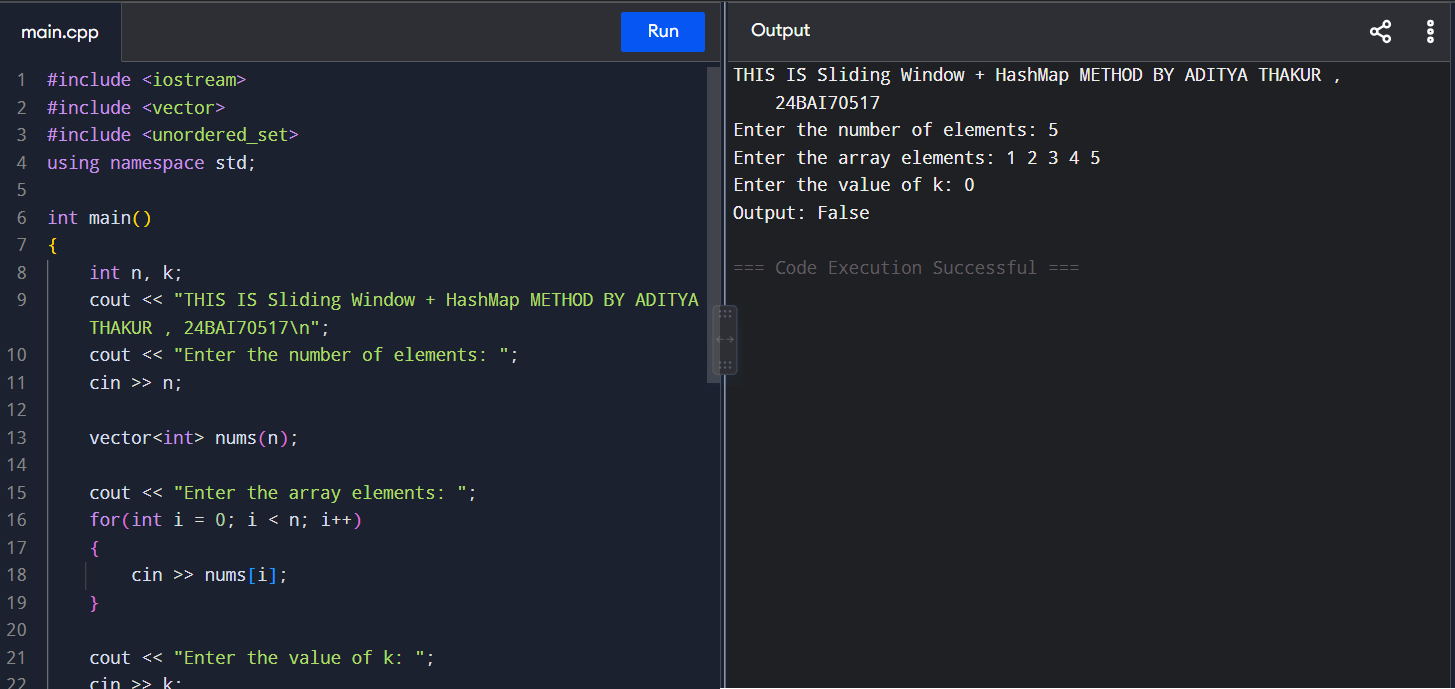 main.cpp
Run
1 #include <iostream>
2 #include <vector>
3 #include <unordered_set>
4 using namespace std;
5
6 int main()
7 {
8 int n, k;
9 cout << "THIS IS Sliding Window + HashMap METHOD BY ADITYA
THAKUR , 24BAI70517\n";
10 cout << "Enter the number of elements: ";
11 cin >> n;
12
13 vector<int> nums(n);
14
15 cout << "Enter the array elements: ";
16 for(int i = 0; i < n; i++)
17 {
18 cin >> nums[i];
19 }
20
21 cout << "Enter the value of k: ";
22 cin >> k;
Output
THIS IS Sliding Window + HashMap METHOD BY ADITYA THAKUR ,
24BAI70517
Enter the number of elements: 5
Enter the array elements: 1 2 3 4 5
Enter the value of k: 0
Output: False
=== Code Execution Successful ===